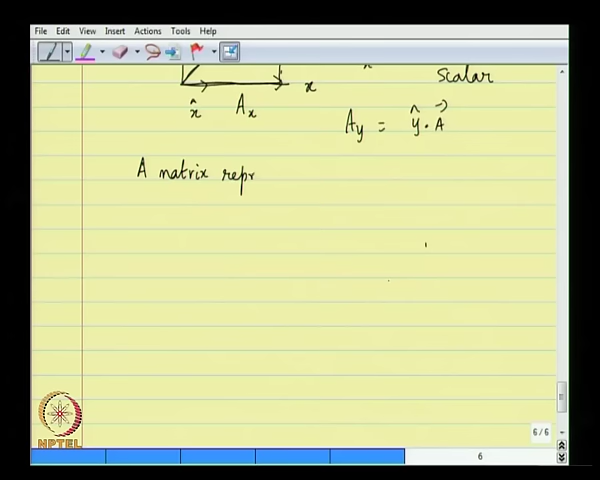 File Edit View Insert Actions Tools Help
scalar
x
x̂ Aₓ
A_y = ŷ · A⃗
A matrix repr
6/6
NPTEL
6